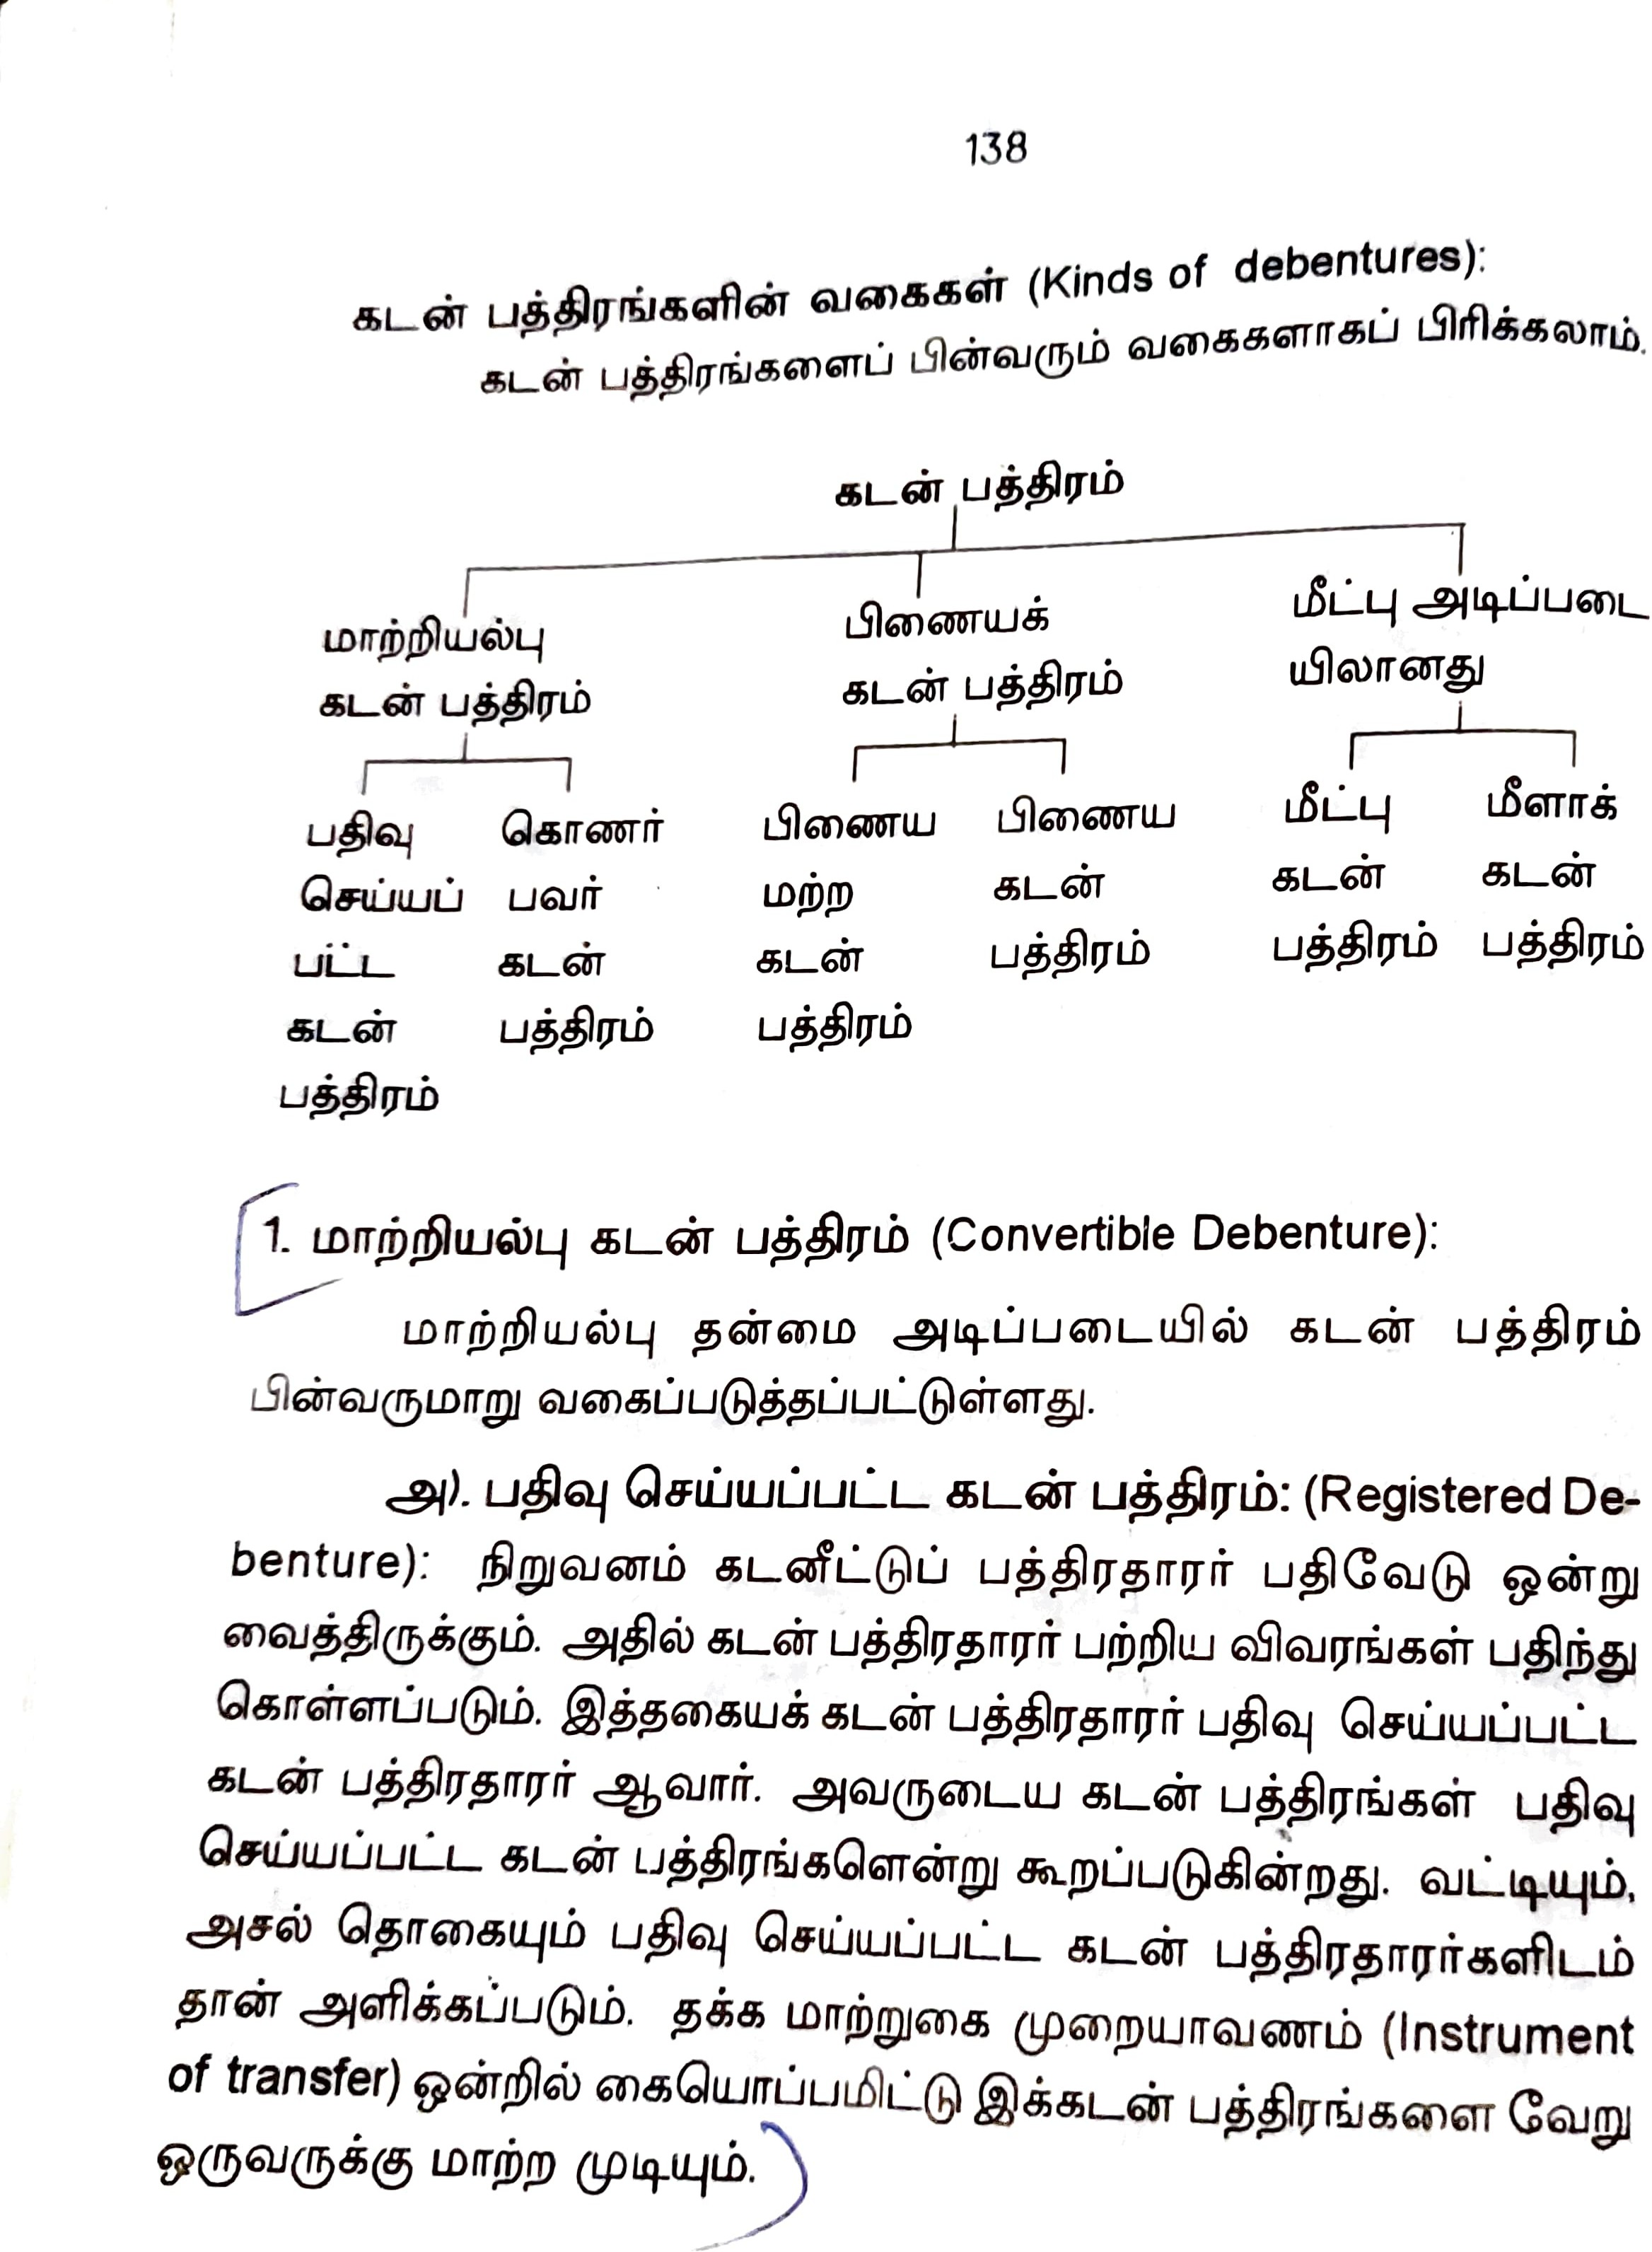 138
கடன் பத்திரங்களின் வகைகள் (Kinds of debentures):
கடன் பத்திரங்களைப் பின்வரும் வகைகளாகப் பிரிக்கலாம்.
கடன் பத்திரம்
மாற்றியல்பு பிணையக் மீட்பு அடிப்படை
கடன் பத்திரம் கடன் பத்திரம் யிலானது
பதிவு கொணர் பிணைய பிணைய மீட்பு மீளாக்
செய்யப் பவர் மற்ற கடன் கடன் கடன்
பட்ட கடன் கடன் பத்திரம் பத்திரம் பத்திரம்
கடன் பத்திரம் பத்திரம்
பத்திரம்
1. மாற்றியல்பு கடன் பத்திரம் (Convertible Debenture):
மாற்றியல்பு தன்மை அடிப்படையில் கடன் பத்திரம்
பின்வருமாறு வகைப்படுத்தப்பட்டுள்ளது.
அ). பதிவு செய்யப்பட்ட கடன் பத்திரம்: (Registered De-
benture): நிறுவனம் கடனீட்டுப் பத்திரதாரர் பதிவேடு ஒன்று
வைத்திருக்கும். அதில் கடன் பத்திரதாரர் பற்றிய விவரங்கள் பதிந்து
கொள்ளப்படும். இத்தகையக் கடன் பத்திரதாரர் பதிவு செய்யப்பட்ட
கடன் பத்திரதாரர் ஆவார். அவருடைய கடன் பத்திரங்கள் பதிவு
செய்யப்பட்ட கடன் பத்திரங்களென்று கூறப்படுகின்றது. வட்டியும்,
அசல் தொகையும் பதிவு செய்யப்பட்ட கடன் பத்திரதாரர்களிடம்
தான் அளிக்கப்படும். தக்க மாற்றுகை முறையாவணம் (Instrument
of transfer) ஒன்றில் கையொப்பமிட்டு இக்கடன் பத்திரங்களை வேறு
ஒருவருக்கு மாற்ற முடியும்.